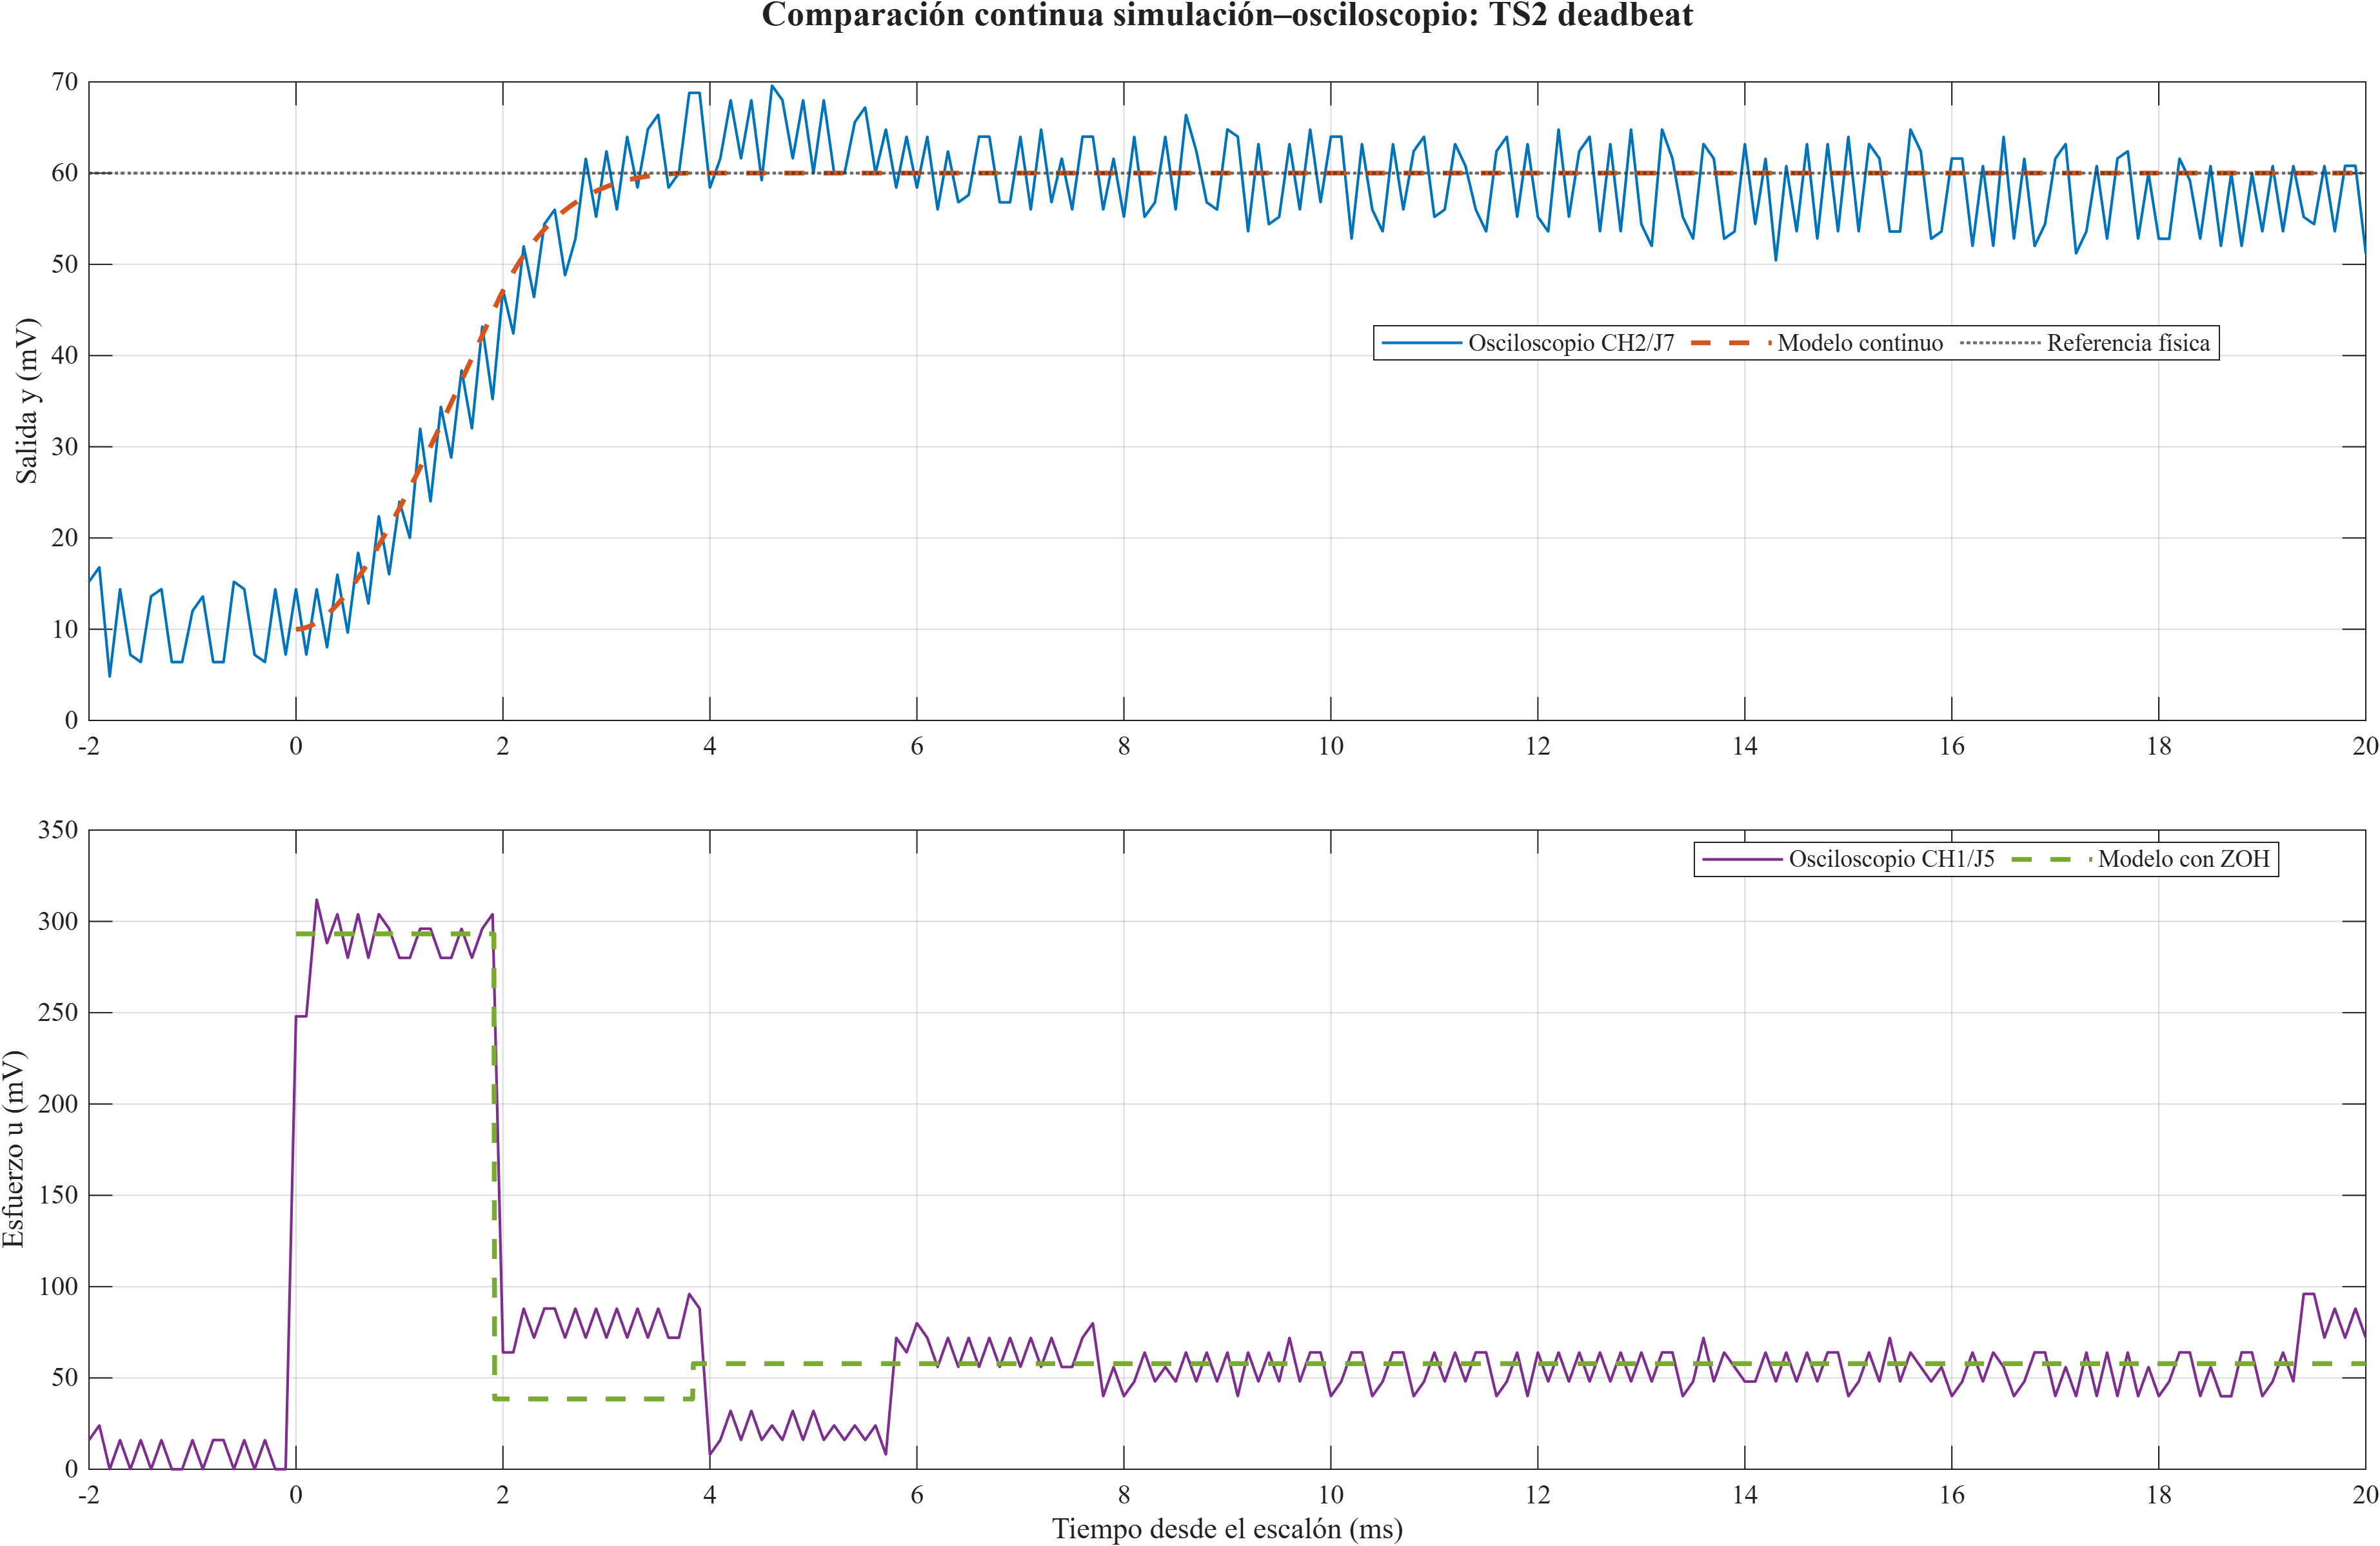 Comparación continua simulación–osciloscopio: TS2 deadbeat
70
60
50
40
30
20
10
0
Salida y (mV)
Osciloscopio CH2/J7 Modelo continuo Referencia física
-2 0 2 4 6 8 10 12 14 16 18 20
350
300
250
200
150
100
50
0
Esfuerzo u (mV)
Osciloscopio CH1/J5 Modelo con ZOH
-2 0 2 4 6 8 10 12 14 16 18 20
Tiempo desde el escalón (ms)